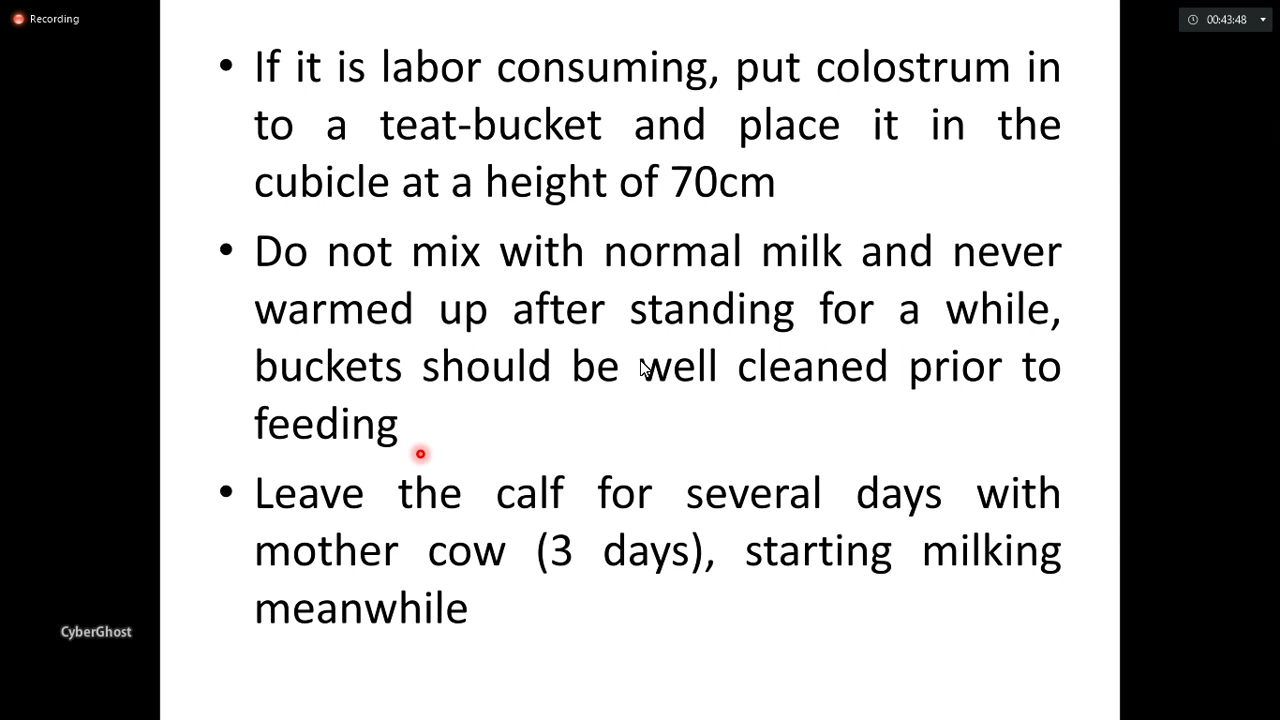 Recording
00:43:48
• If it is labor consuming, put colostrum in
to a teat-bucket and place it in the
cubicle at a height of 70cm
• Do not mix with normal milk and never
warmed up after standing for a while,
buckets should be well cleaned prior to
feeding
• Leave the calf for several days with
mother cow (3 days), starting milking
meanwhile
CyberGhost